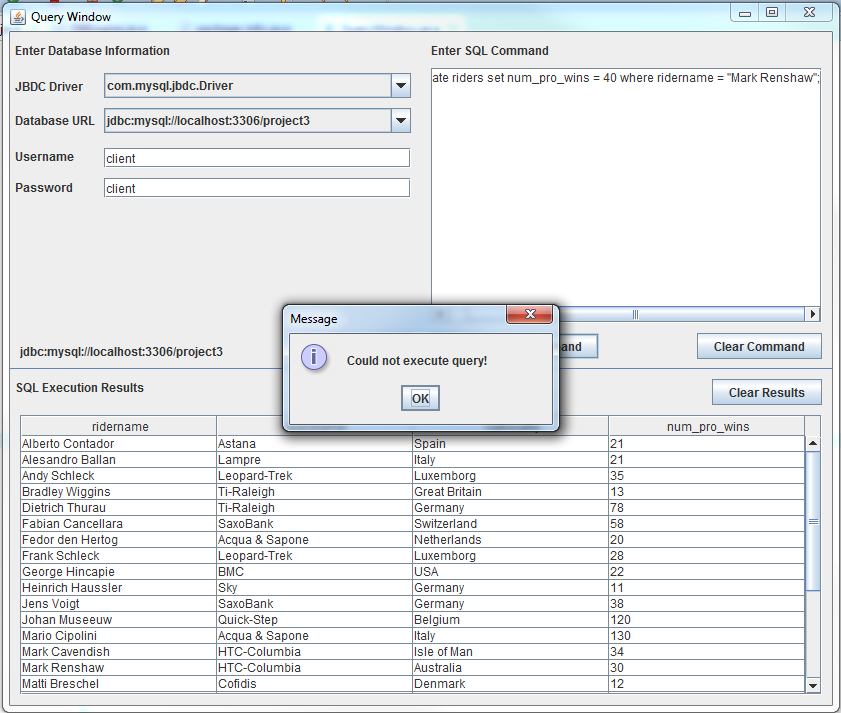 Query Window
Enter Database Information
Enter SQL Command
JBDC Driver
com.mysql.jbdc.Driver
ate riders set num_pro_wins = 40 where ridername = "Mark Renshaw";
Database URL
jdbc:mysql://localhost:3306/project3
Username
client
Password
client
Message
Could not execute query!
OK
jdbc:mysql://localhost:3306/project3
and
Clear Command
SQL Execution Results
Clear Results
ridername num_pro_wins
Alberto Contador Astana Spain 21
Alesandro Ballan Lampre Italy 21
Andy Schleck Leopard-Trek Luxemborg 35
Bradley Wiggins Ti-Raleigh Great Britain 13
Dietrich Thurau Ti-Raleigh Germany 78
Fabian Cancellara SaxoBank Switzerland 58
Fedor den Hertog Acqua & Sapone Netherlands 20
Frank Schleck Leopard-Trek Luxemborg 28
George Hincapie BMC USA 22
Heinrich Haussler Sky Germany 11
Jens Voigt SaxoBank Germany 38
Johan Museeuw Quick-Step Belgium 120
Mario Cipolini Acqua & Sapone Italy 130
Mark Cavendish HTC-Columbia Isle of Man 34
Mark Renshaw HTC-Columbia Australia 30
Matti Breschel Cofidis Denmark 12